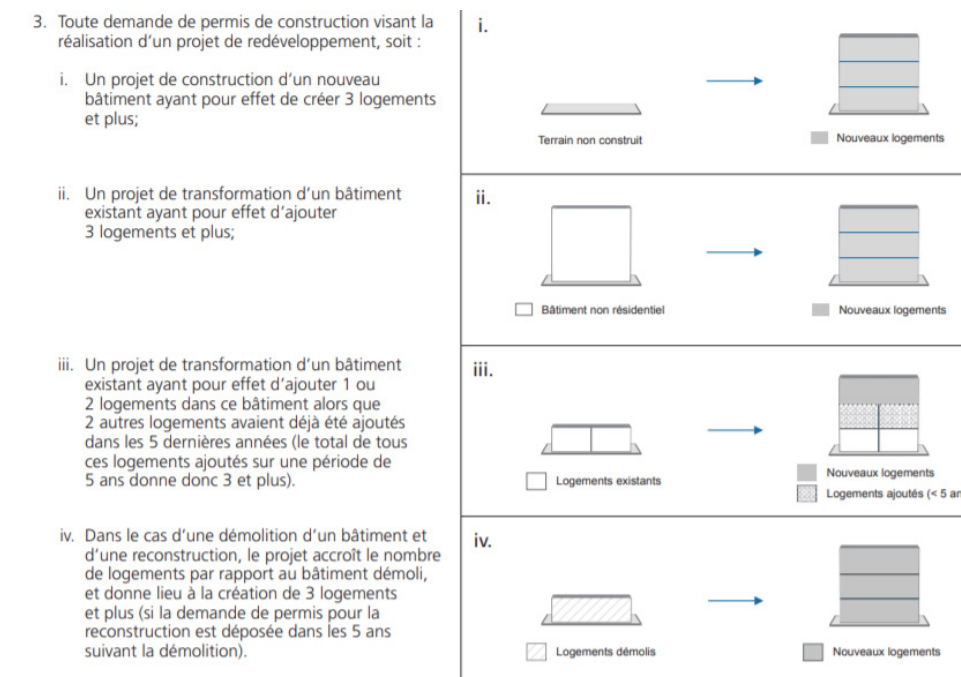 3. Toute demande de permis de construction visant la
réalisation d'un projet de redéveloppement, soit :
i. Un projet de construction d'un nouveau
bâtiment ayant pour effet de créer 3 logements
et plus;
i.
Terrain non construit
Nouveaux logements
ii. Un projet de transformation d'un bâtiment
existant ayant pour effet d'ajouter
3 logements et plus;
ii.
Bâtiment non résidentiel
Nouveaux logements
iii. Un projet de transformation d'un bâtiment
existant ayant pour effet d'ajouter 1 ou
2 logements dans ce bâtiment alors que
2 autres logements avaient déjà été ajoutés
dans les 5 dernières années (le total de tous
ces logements ajoutés sur une période de
5 ans donne donc 3 et plus).
iii.
Logements existants
Nouveaux logements
Logements ajoutés (< 5 an
iv. Dans le cas d'une démolition d'un bâtiment et
d'une reconstruction, le projet accroît le nombre
de logements par rapport au bâtiment démoli,
et donne lieu à la création de 3 logements
et plus (si la demande de permis pour la
reconstruction est déposée dans les 5 ans
suivant la démolition).
iv.
Logements démolis
Nouveaux logements